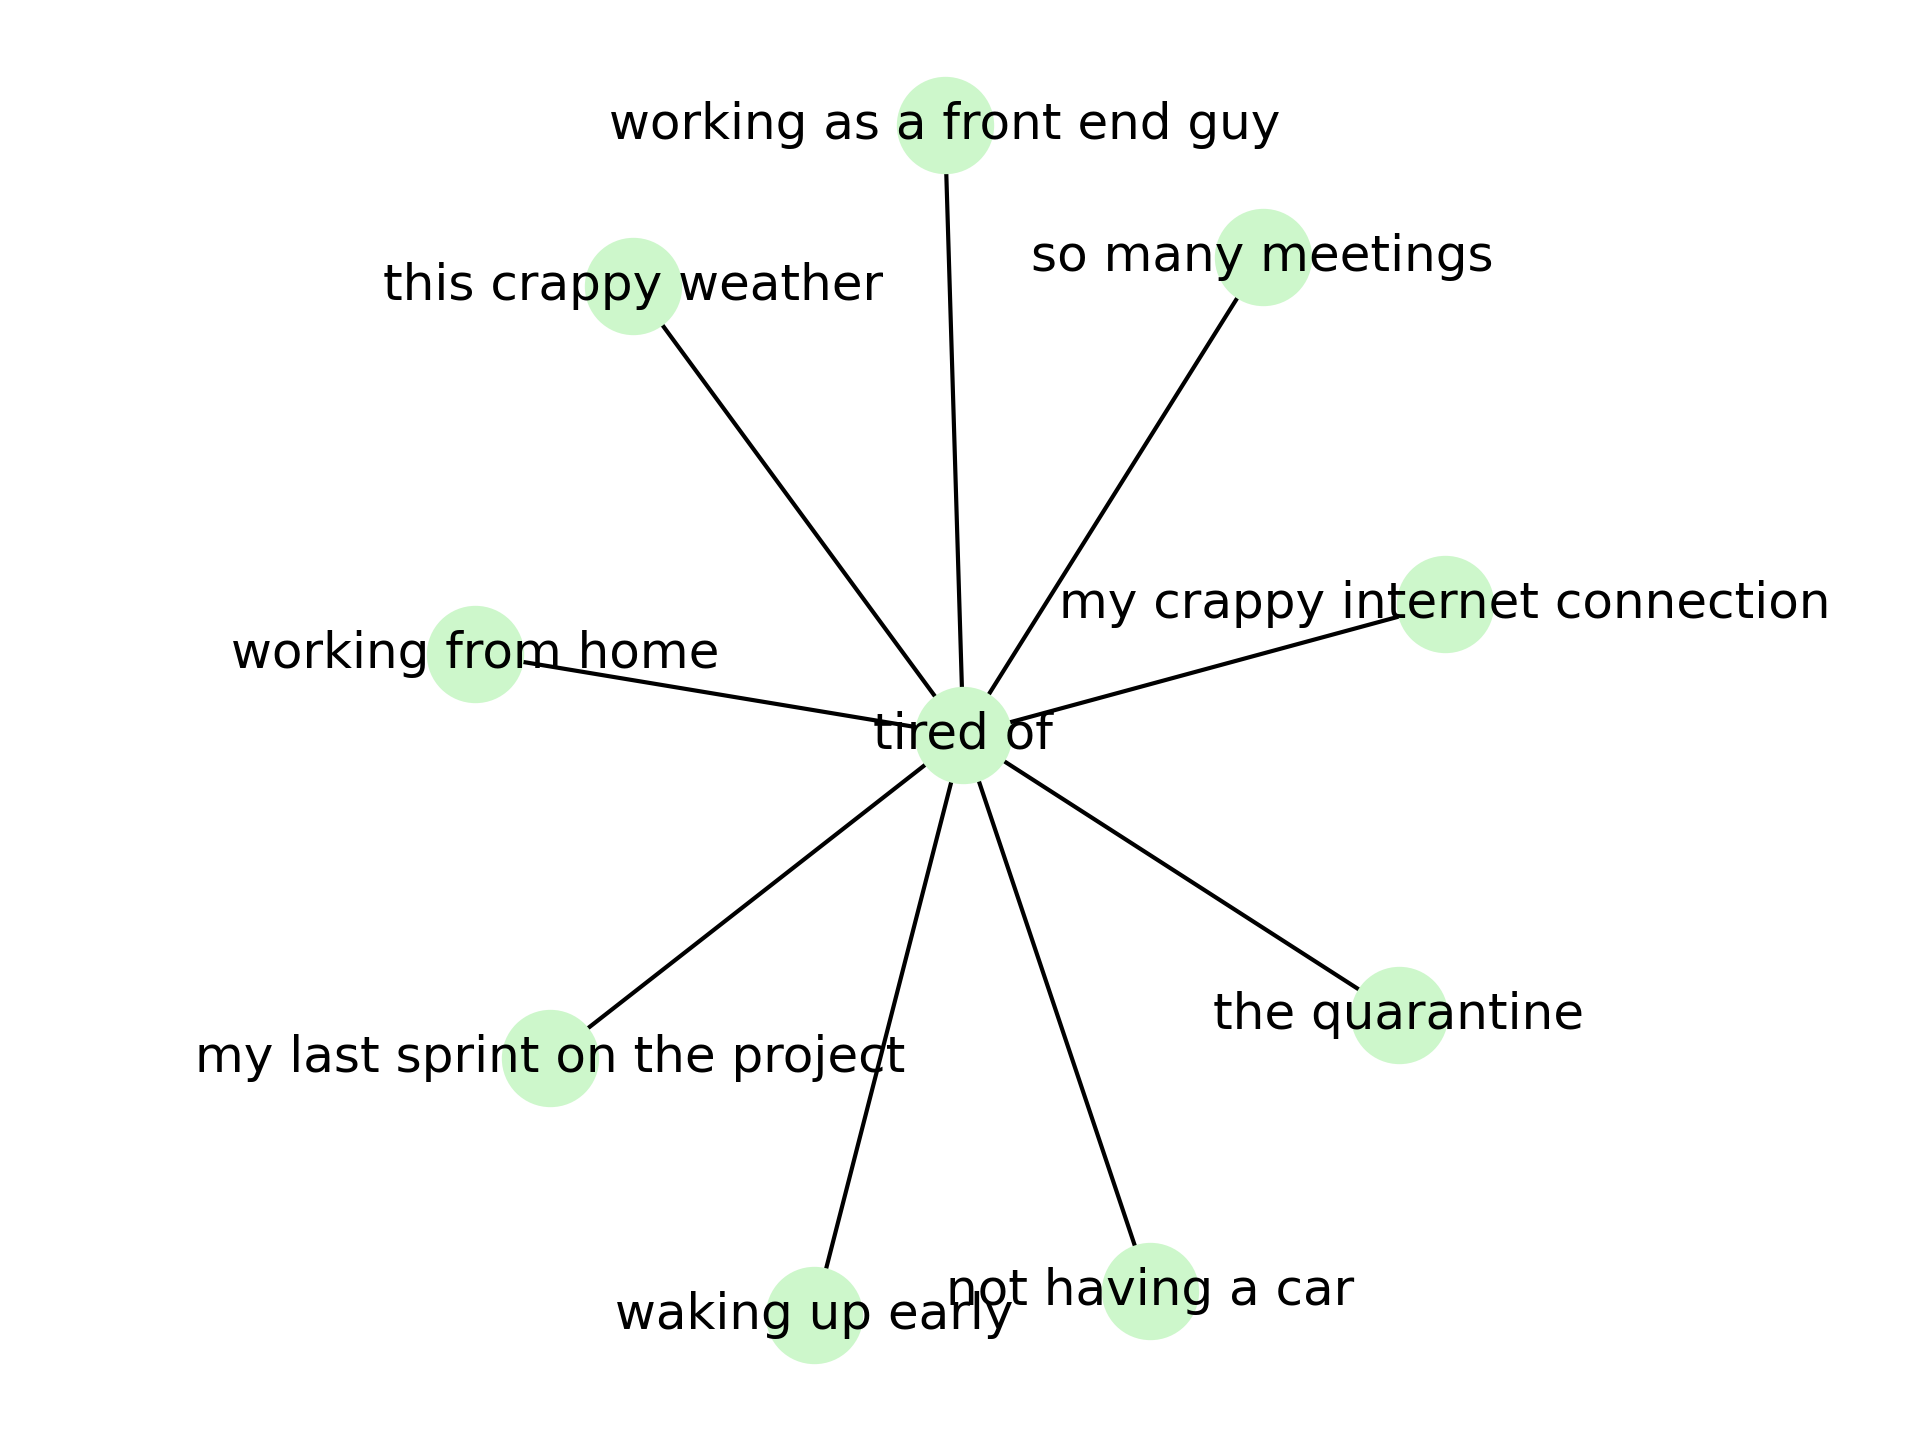 working as a front end guy
so many meetings
this crappy weather
my crappy internet connection
working from home
tired of
the quarantine
my last sprint on the project
not having a car
waking up early